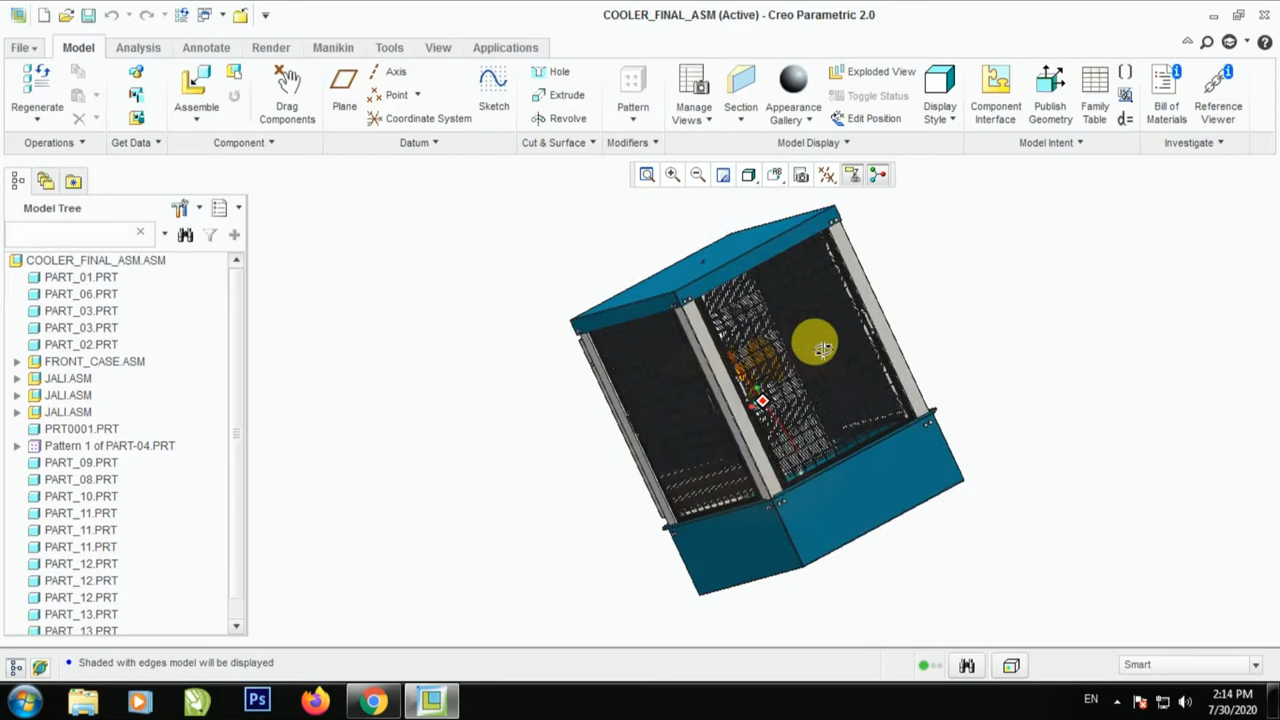 COOLER_FINAL_ASM (Active) - Creo Parametric 2.0
File Model Analysis Annotate Render Manikin Tools View Applications
Regenerate Assemble Drag Components Plane Axis Point Coordinate System Sketch Hole Extrude Revolve Pattern Manage Views Section Appearance Gallery Exploded View Toggle Status Edit Position Display Style Component Interface Publish Geometry Family Table d= Bill of Materials Reference Viewer
Operations Get Data Component Datum Cut & Surface Modifiers Model Display Model Intent Investigate
Model Tree
COOLER_FINAL_ASM.ASM
PART_01.PRT
PART_06.PRT
PART_03.PRT
PART_03.PRT
PART_02.PRT
FRONT_CASE.ASM
JALI.ASM
JALI.ASM
JALI.ASM
PRT0001.PRT
Pattern 1 of PART-04.PRT
PART_09.PRT
PART_08.PRT
PART_10.PRT
PART_11.PRT
PART_11.PRT
PART_11.PRT
PART_12.PRT
PART_12.PRT
PART_12.PRT
PART_13.PRT
PART_13.PRT
Shaded with edges model will be displayed
Smart
Ps
EN
2:14 PM
7/30/2020